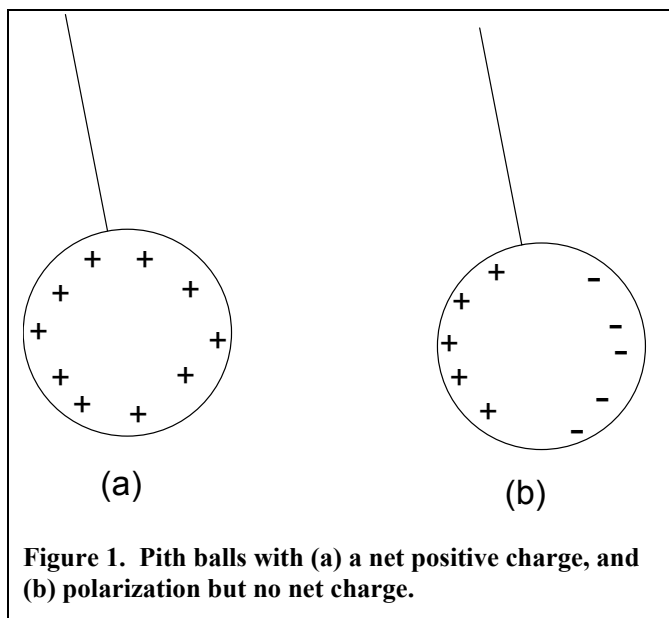 (a)
(b)
Figure 1. Pith balls with (a) a net positive charge, and
(b) polarization but no net charge.